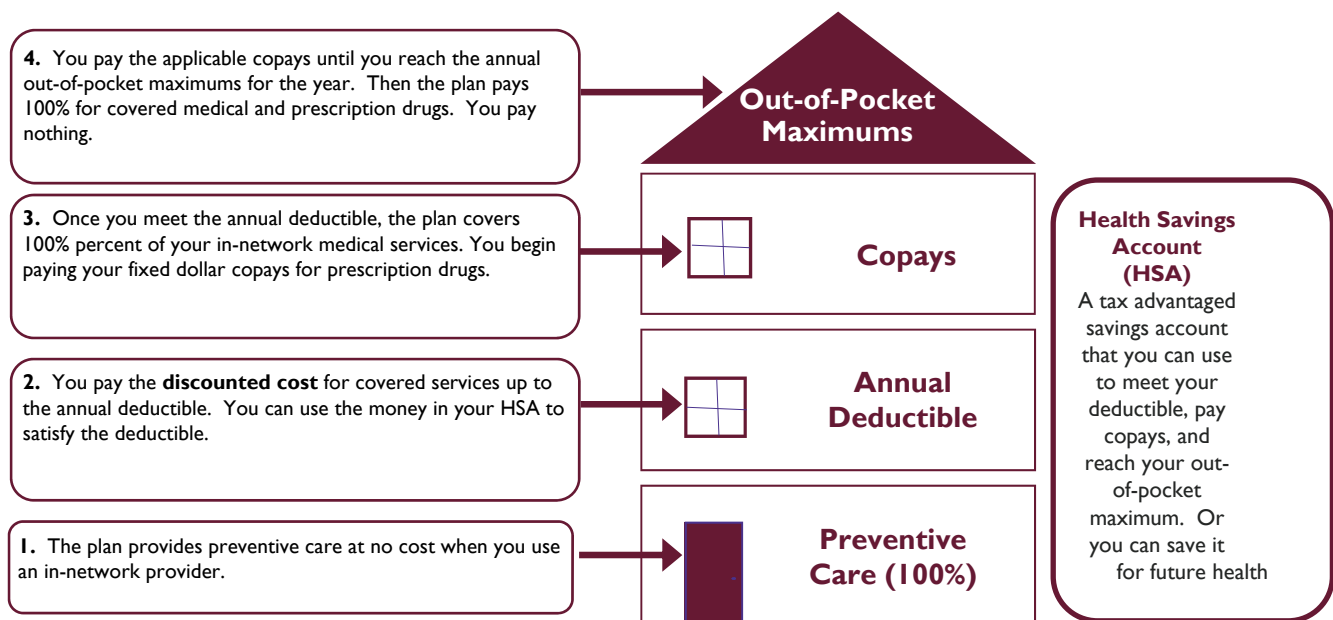 4. You pay the applicable copays until you reach the annual
out-of-pocket maximums for the year. Then the plan pays
100% for covered medical and prescription drugs. You pay
nothing.
Out-of-Pocket
Maximums
3. Once you meet the annual deductible, the plan covers
100% percent of your in-network medical services. You begin
paying your fixed dollar copays for prescription drugs.
Copays
2. You pay the discounted cost for covered services up to
the annual deductible. You can use the money in your HSA to
satisfy the deductible.
Annual
Deductible
1. The plan provides preventive care at no cost when you use
an in-network provider.
Preventive
Care (100%)
Health Savings
Account
(HSA)
A tax advantaged
savings account
that you can use
to meet your
deductible, pay
copays, and
reach your out-
of-pocket
maximum. Or
you can save it
for future health